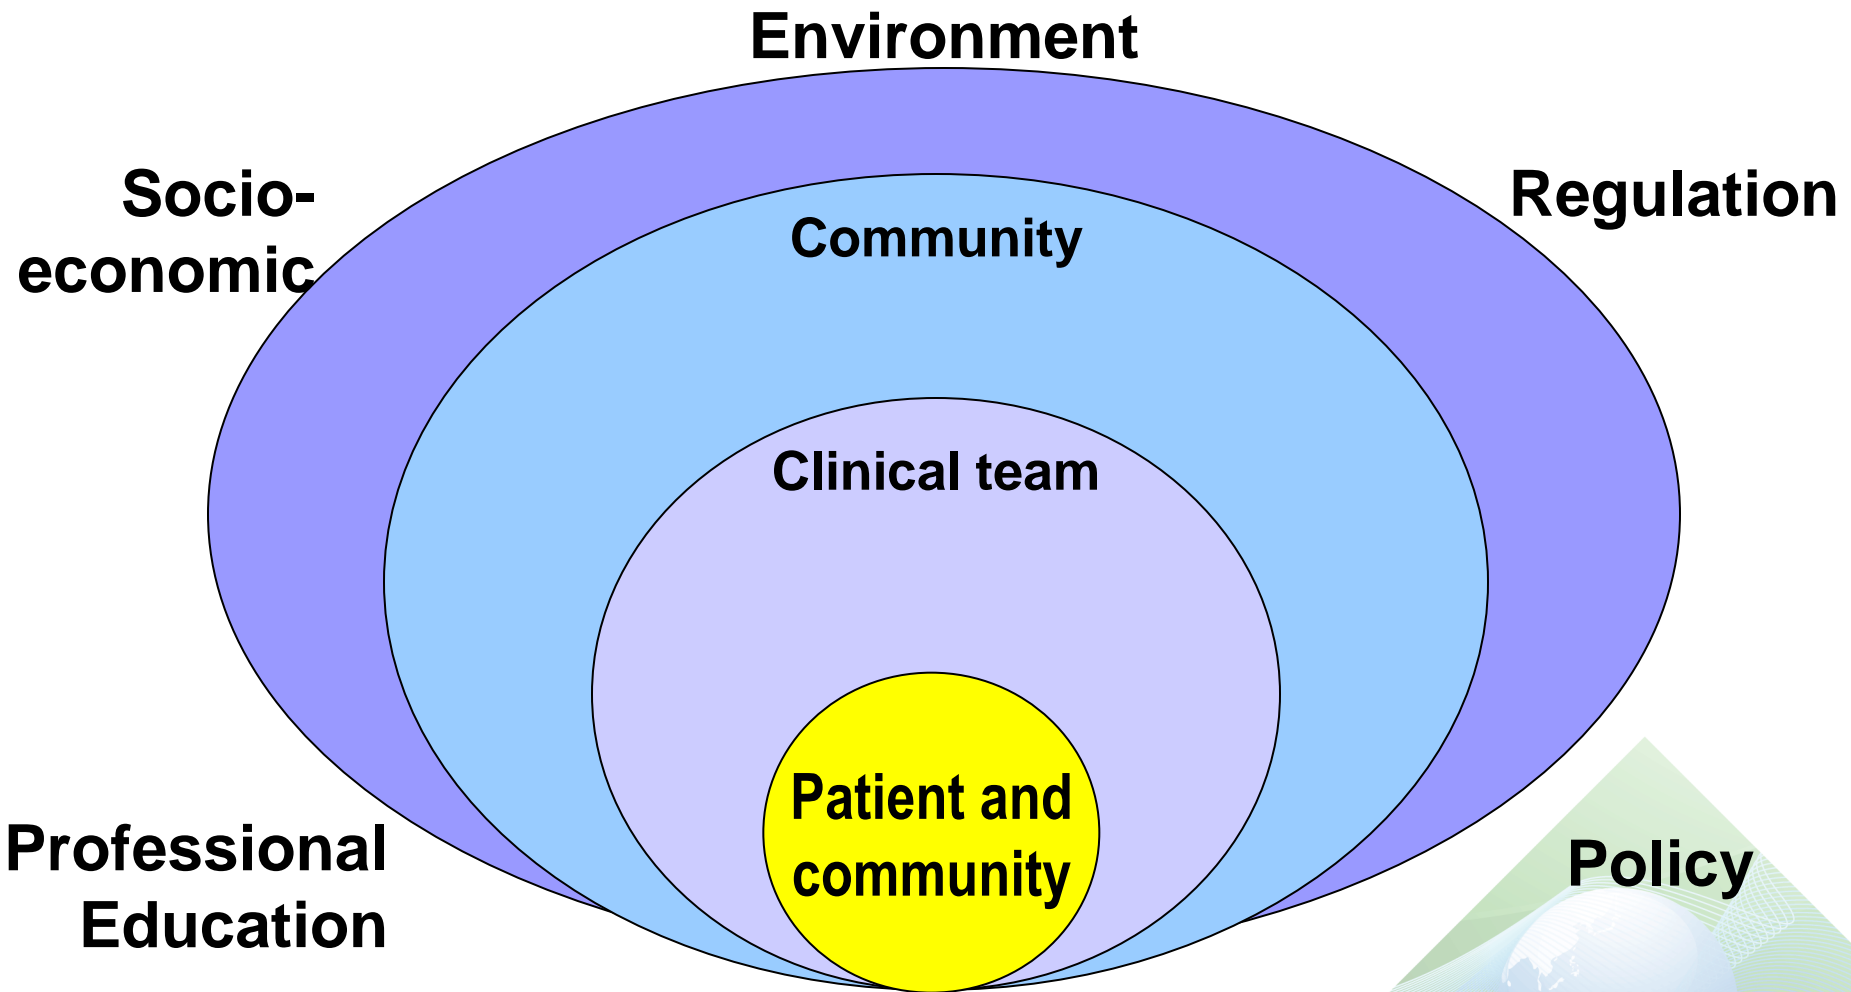 Environment
Socio-
economic
Regulation
Community
Clinical team
Patient and
community
Professional
Education
Policy